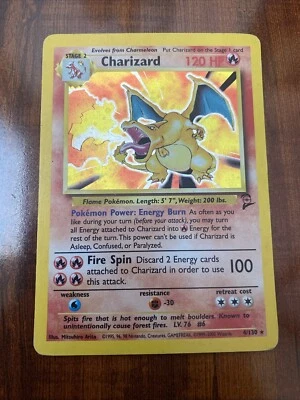 Evolves from Charmeleon Put Charizard on the Stage 1 card
STAGE 2 Charizard 120 HP
Flame Pokémon. Length: 5' 7", Weight: 200 lbs.
Pokémon Power: Energy Burn As often as you
like during your turn (before your attack), you may turn
all Energy attached to Charizard into Energy for
the rest of the turn. This power can't be used if Charizard is
Asleep, Confused, or Paralyzed.
Fire Spin Discard 2 Energy cards
attached to Charizard in order to use
this attack. 100
weakness resistance retreat cost
-30
Spits fire that is hot enough to melt boulders. Known to
unintentionally cause forest fires. LV. 76 #6
Illus. Mitsuhiro Arita 4/130